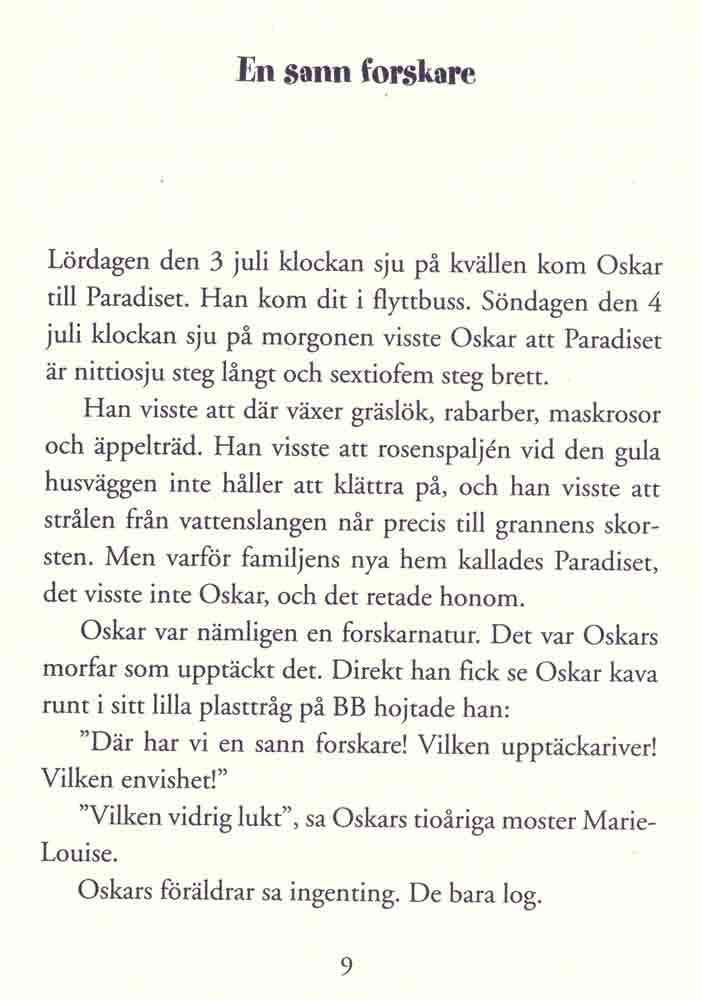 En sann forskare
Lördagen den 3 juli klockan sju på kvällen kom Oskar
till Paradiset. Han kom dit i flyttbuss. Söndagen den 4
juli klockan sju på morgonen visste Oskar att Paradiset
är nittiosju steg långt och sextiofem steg brett.
Han visste att där växer gräslök, rabarber, maskrosor
och äppelträd. Han visste att rosenspaljén vid den gula
husväggen inte håller att klättra på, och han visste att
strålen från vattenslangen når precis till grannens skor-
sten. Men varför familjens nya hem kallades Paradiset,
det visste inte Oskar, och det retade honom.
Oskar var nämligen en forskarnatur. Det var Oskars
morfar som upptäckt det. Direkt han fick se Oskar kava
runt i sitt lilla plasttråg på BB hojtade han:
”Där har vi en sann forskare! Vilken upptäckariver!
Vilken envishet!”
”Vilken vidrig lukt”, sa Oskars tioåriga moster Marie-
Louise.
Oskars föräldrar sa ingenting. De bara log.
9